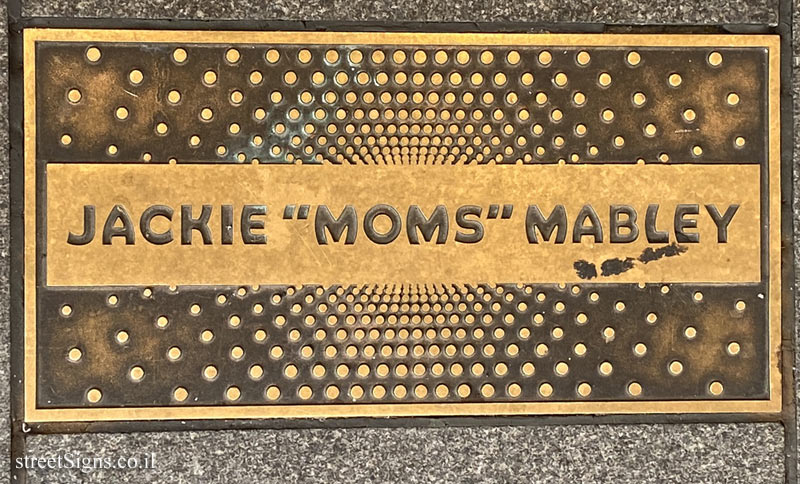 JACKIE "MOMS" MABLEY
streetSigns.co.il